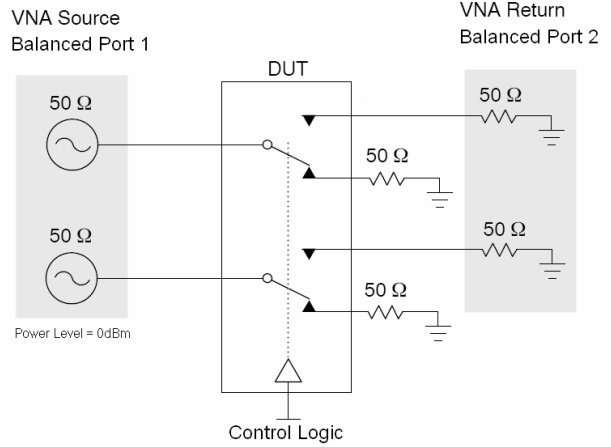 VNA Source
Balanced Port 1
VNA Return
Balanced Port 2
DUT
50 Ω
50 Ω
50 Ω
50 Ω
50 Ω
50 Ω
Power Level = 0dBm
Control Logic